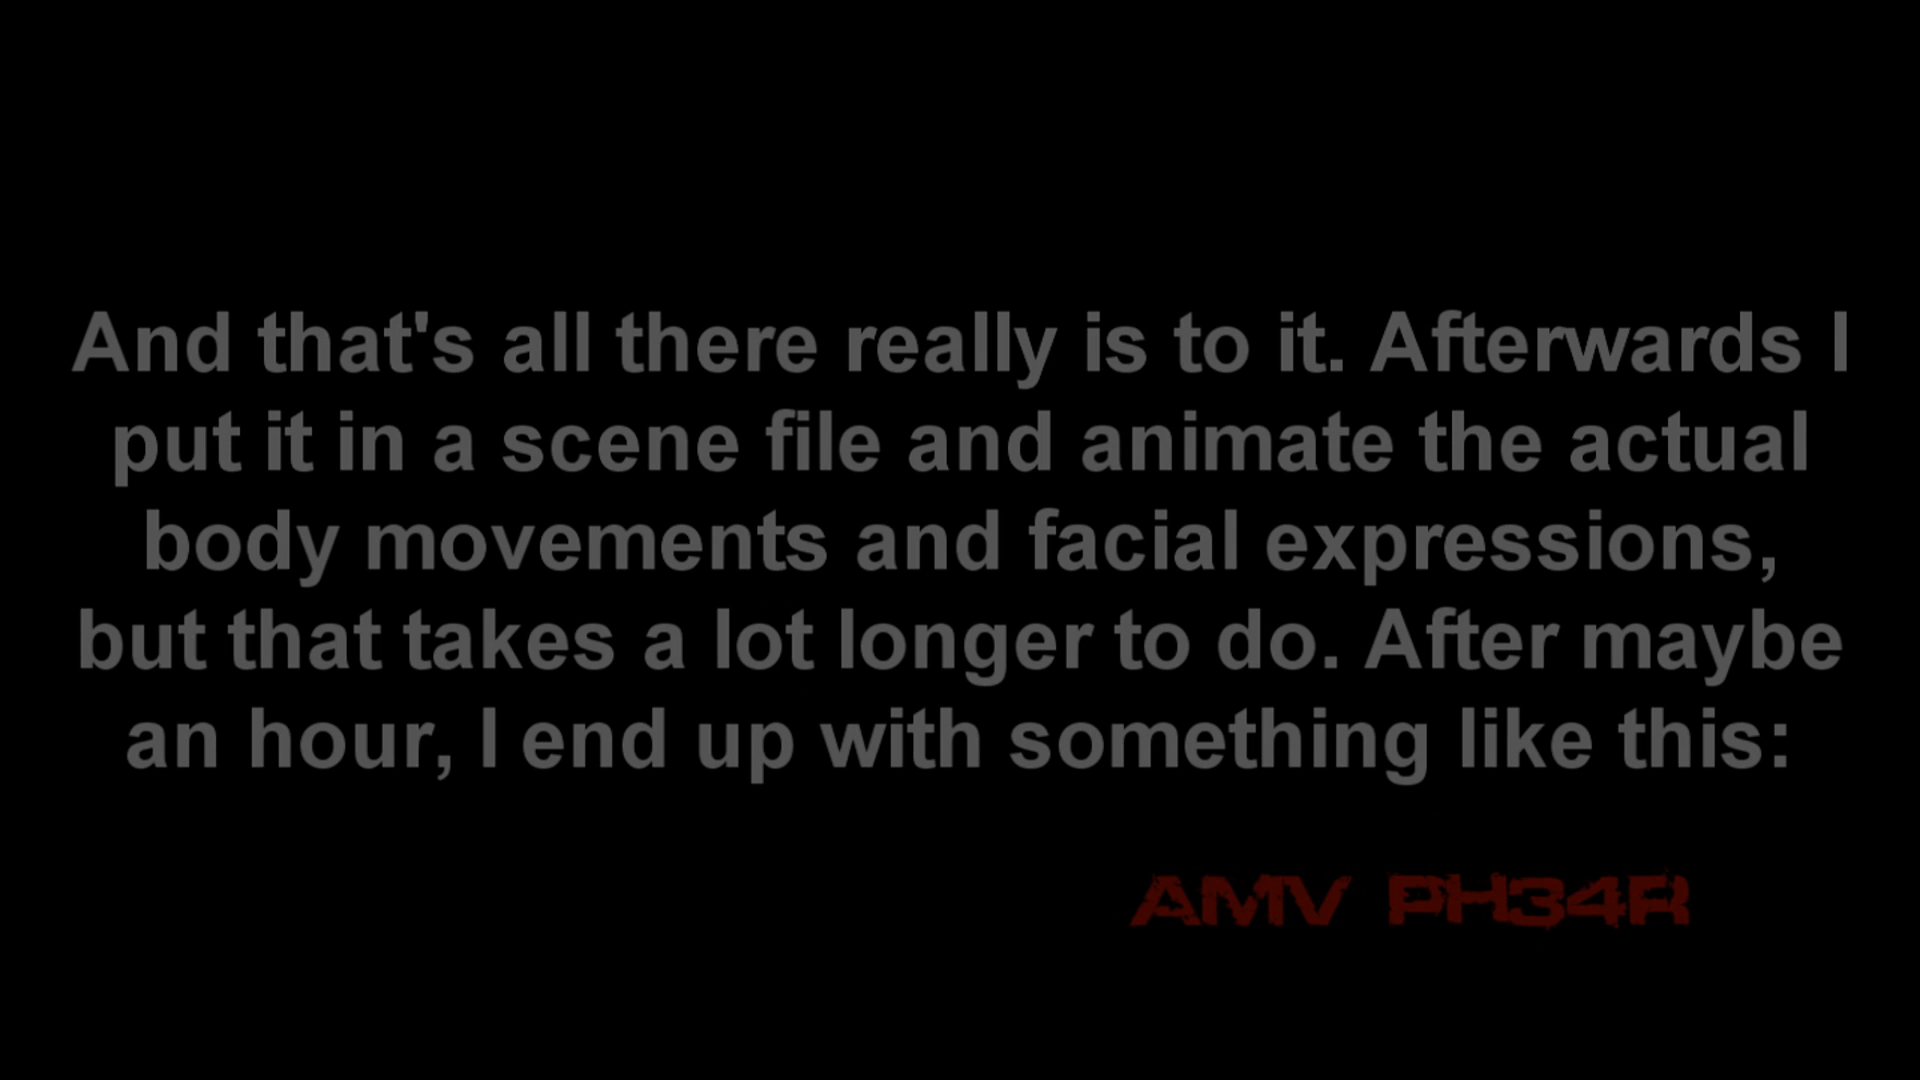 And that's all there really is to it. Afterwards I
put it in a scene file and animate the actual
body movements and facial expressions,
but that takes a lot longer to do. After maybe
an hour, I end up with something like this:
AMV PH34R